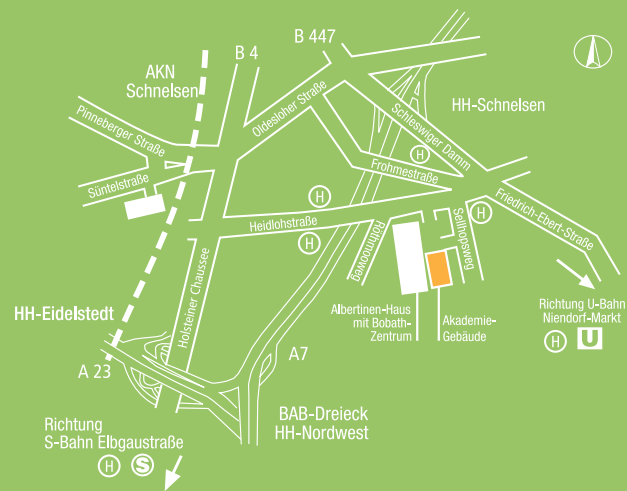 B 447
B 4
AKN
Schnelsen
Oldesloher Straße
Schleswiger Damm
HH-Schnelsen
Pinneberger Straße
H
Frohmestraße
Süntelstraße
H
Friedrich-Ebert-Straße
H
Heidlohstraße
H
Sellhopsweg
Rothmooweg
Holsteiner Chaussee
HH-Eidelstedt
Albertinen-Haus
mit Bobath-
Zentrum
Akademie-
Gebäude
Richtung U-Bahn
Niendorf-Markt
H U
A7
A 23
BAB-Dreieck
HH-Nordwest
Richtung
S-Bahn Elbgaustraße
H S